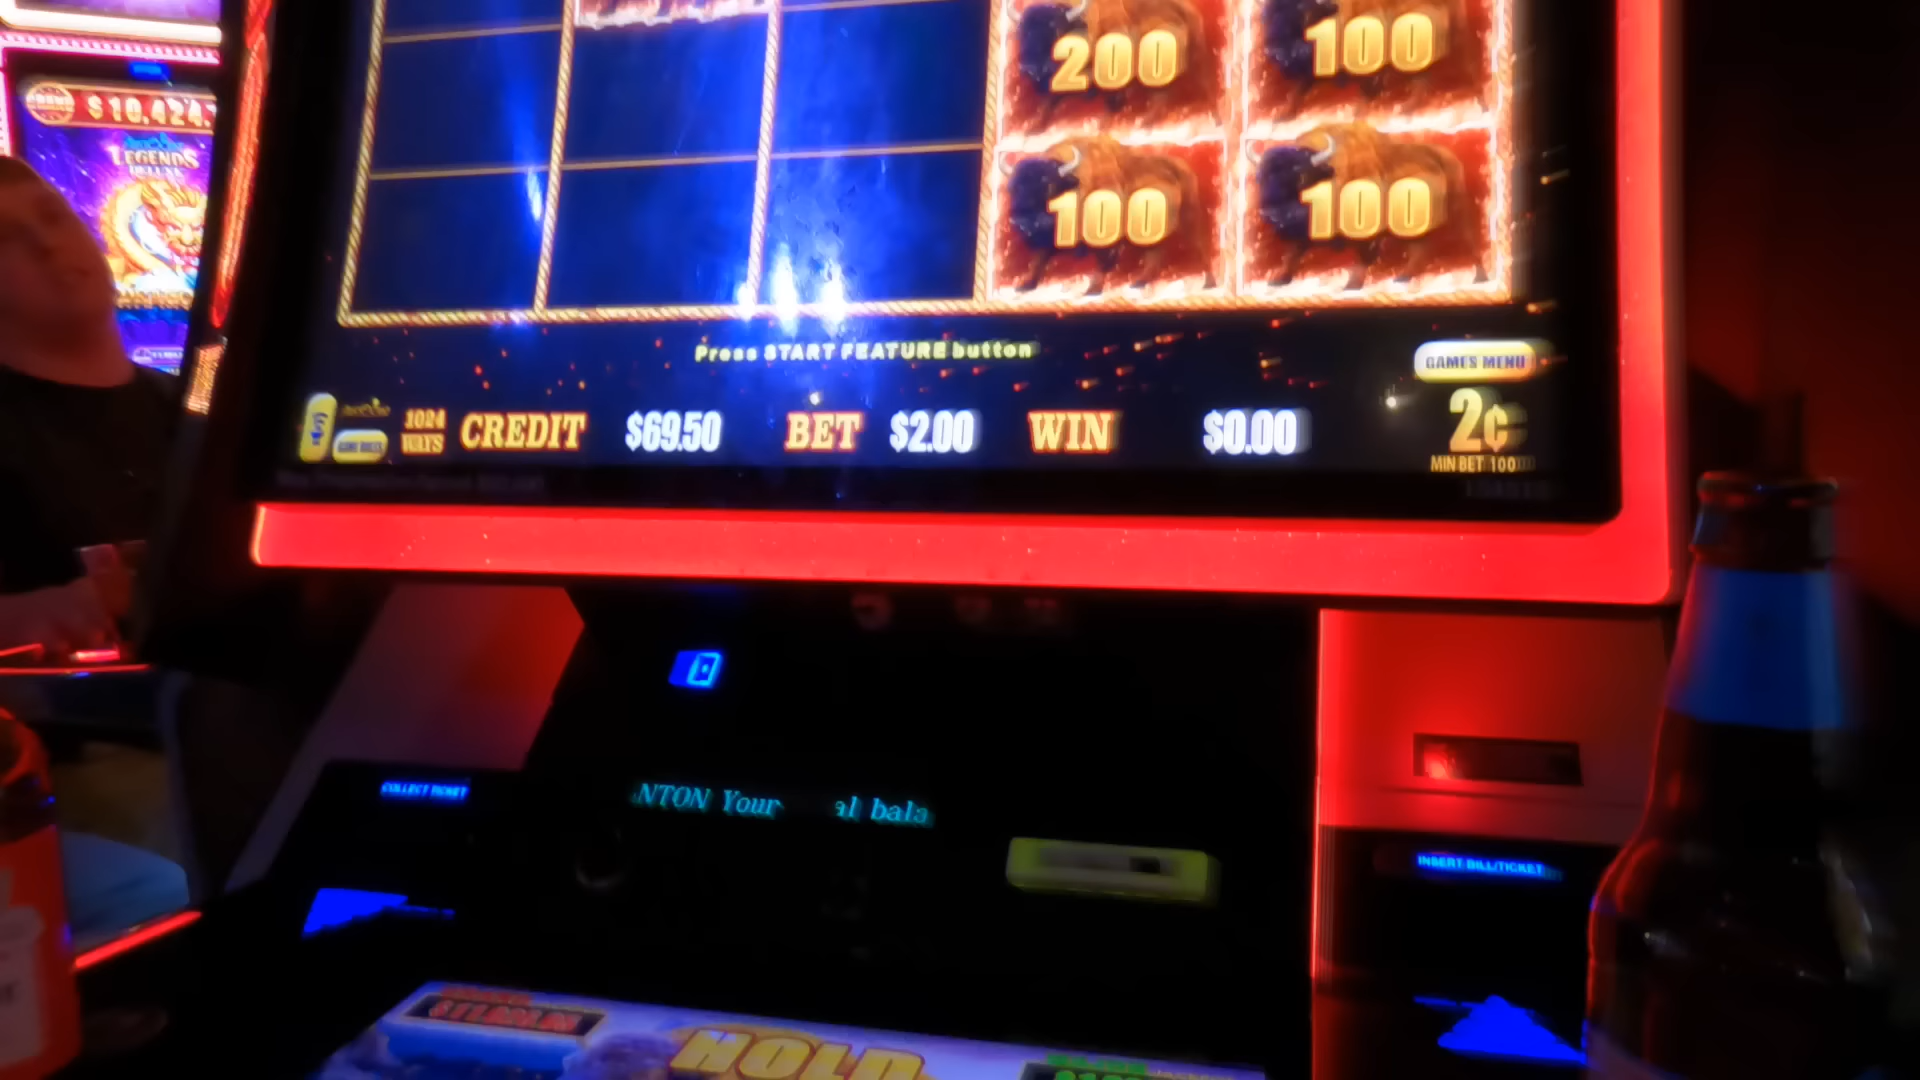 $10,424.
LEGENDS
DELUXE
200
100
100
100
Press START FEATURE button
GAMES MENU
1024
WAYS
CREDIT $69.50 BET $2.00 WIN $0.00
2¢
MIN BET 100
COLLECT TICKET
NTON Your al bala
INSERT BILL/TICKET
HOLD